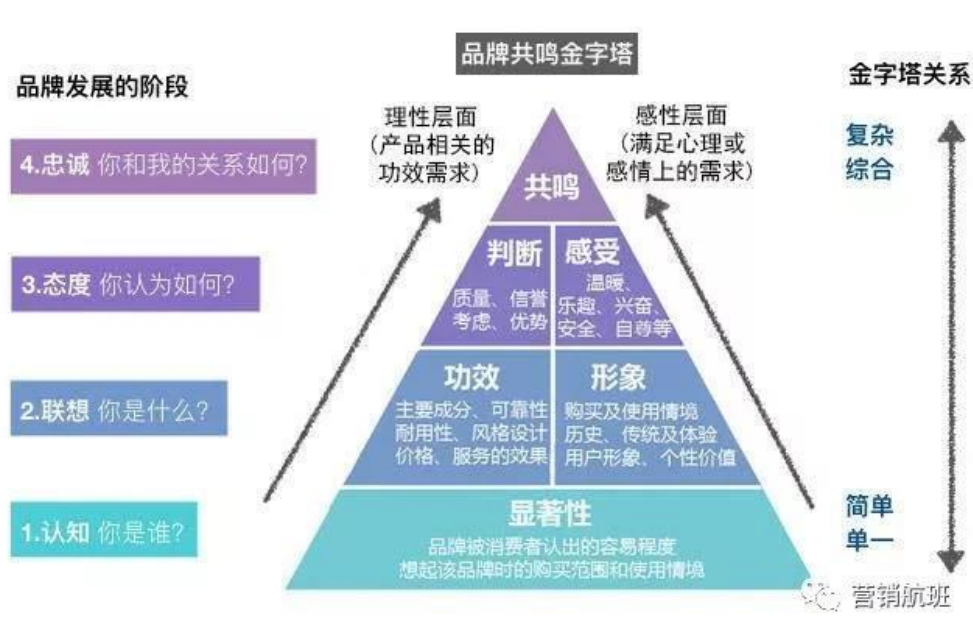 品牌共鸣金字塔
品牌发展的阶段
金字塔关系
理性层面
(产品相关的
功效需求)
感性层面
(满足心理或
感情上的需求)
复杂
综合
4.忠诚 你和我的关系如何?
共鸣
3.态度 你认为如何?
判断
质量、信誉
考虑、优势
感受
温暖、
乐趣、兴奋、
安全、自尊等
2.联想 你是什么?
功效
主要成分、可靠性
耐用性、风格设计
价格、服务的效果
形象
购买及使用情境
历史、传统及体验
用户形象、个性价值
1.认知 你是谁?
显著性
品牌被消费者认出的容易程度
想起该品牌时的购买范围和使用情境
简单
单一
营销航班